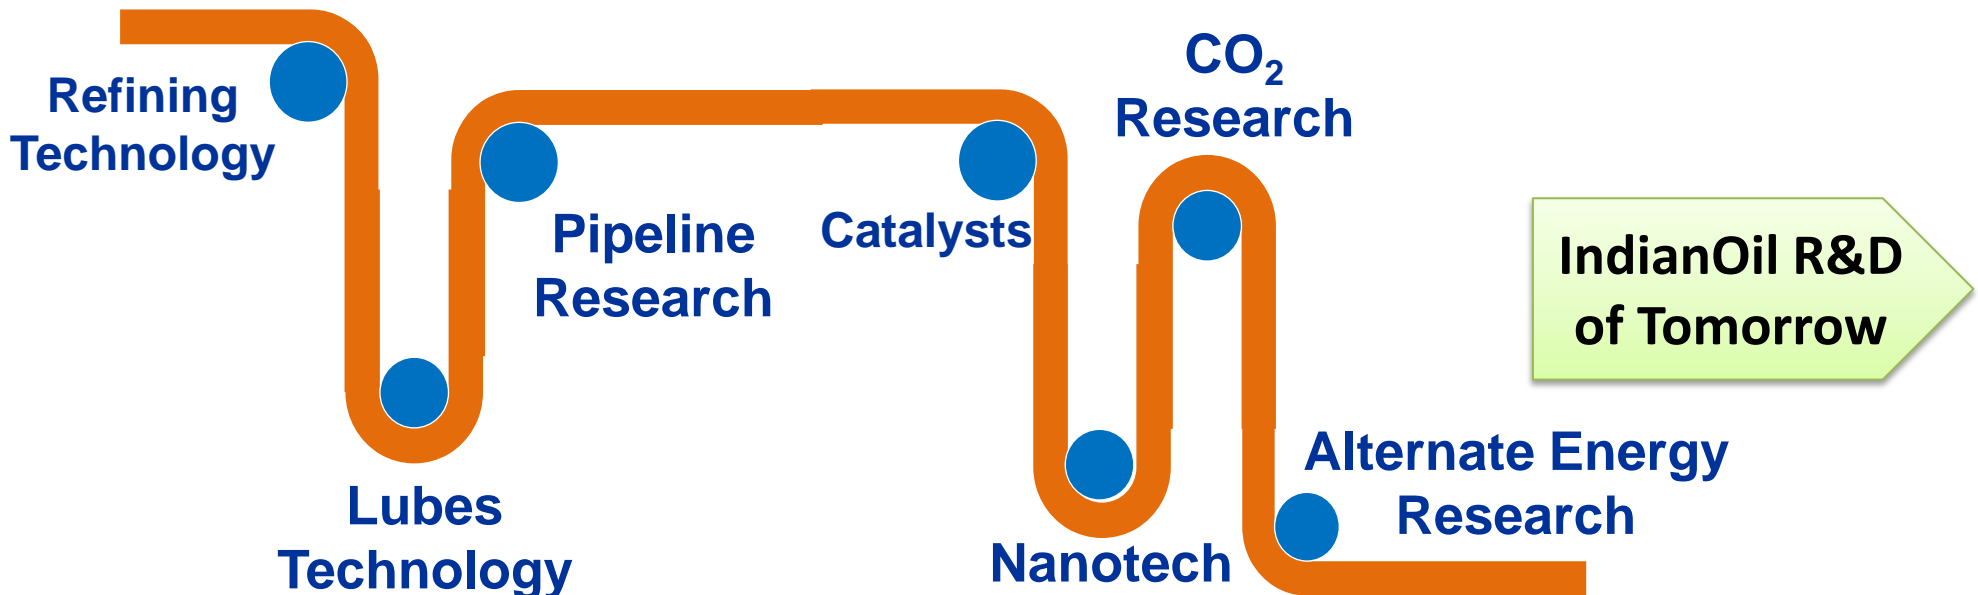 Refining
Technology
Lubes
Technology
Pipeline
Research
Catalysts
Nanotech
CO₂
Research
Alternate Energy
Research
IndianOil R&D
of Tomorrow